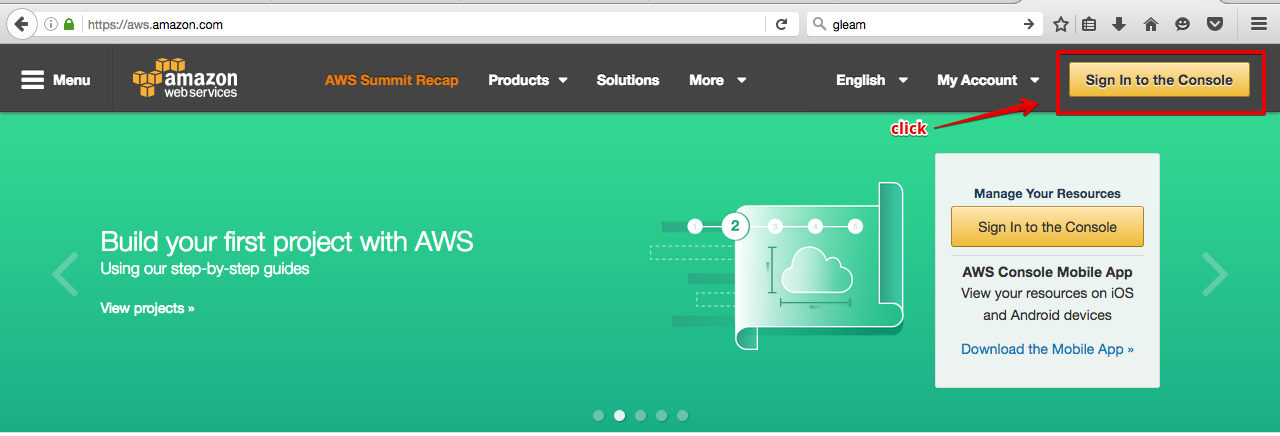 https://aws.amazon.com
gleam
Menu
amazon
webservices
AWS Summit Recap
Products
Solutions
More
English
My Account
Sign In to the Console
click
Build your first project with AWS
Using our step-by-step guides
View projects »
1 2 3 4 5
Manage Your Resources
Sign In to the Console
AWS Console Mobile App
View your resources on iOS
and Android devices
Download the Mobile App »